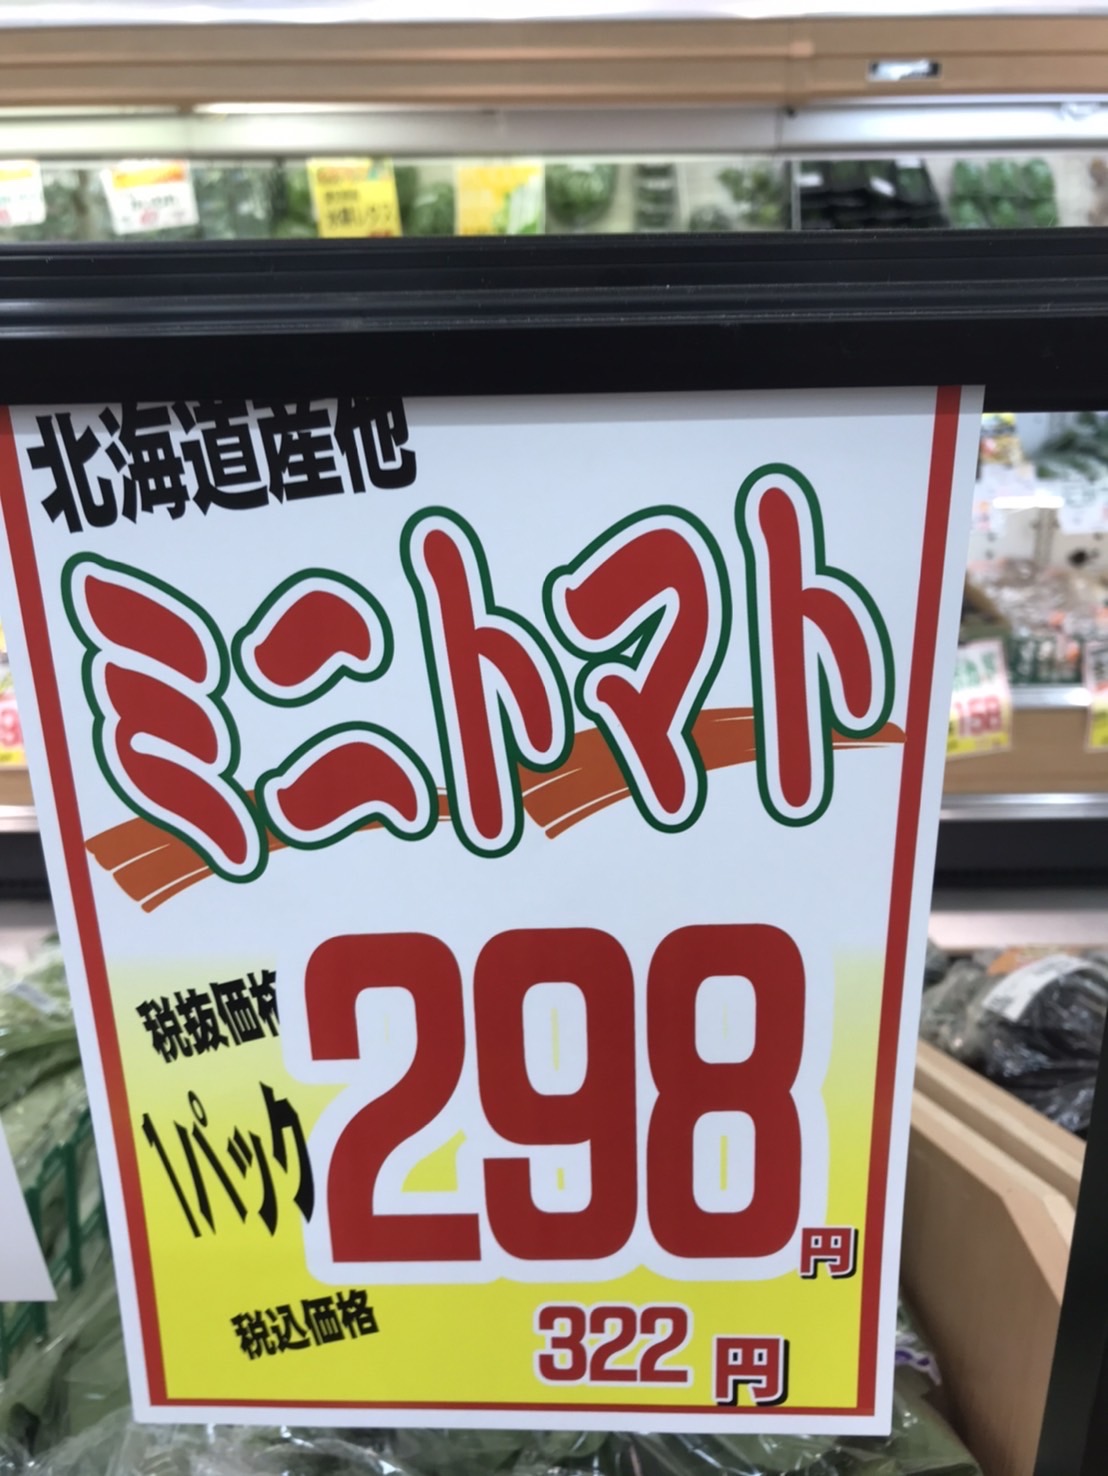 北海道産他
ミニトマト
税抜価格
1パック
298円
税込価格 322円
168